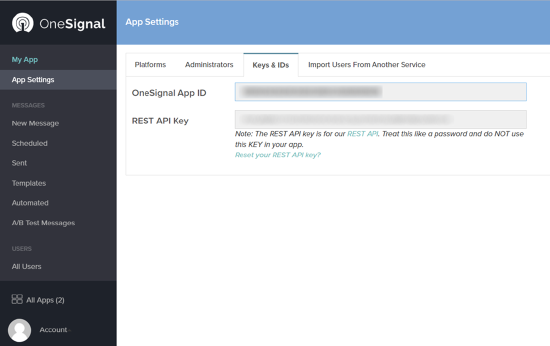 OneSignal
App Settings
My App
App Settings
MESSAGES
New Message
Scheduled
Sent
Templates
Automated
A/B Test Messages
USERS
All Users
All Apps (2)
Account
Platforms
Administrators
Keys & IDs
Import Users From Another Service
OneSignal App ID
REST API Key
Note: The REST API key is for our REST API. Treat this like a password and do NOT use
this KEY in your app.
Reset your REST API key?